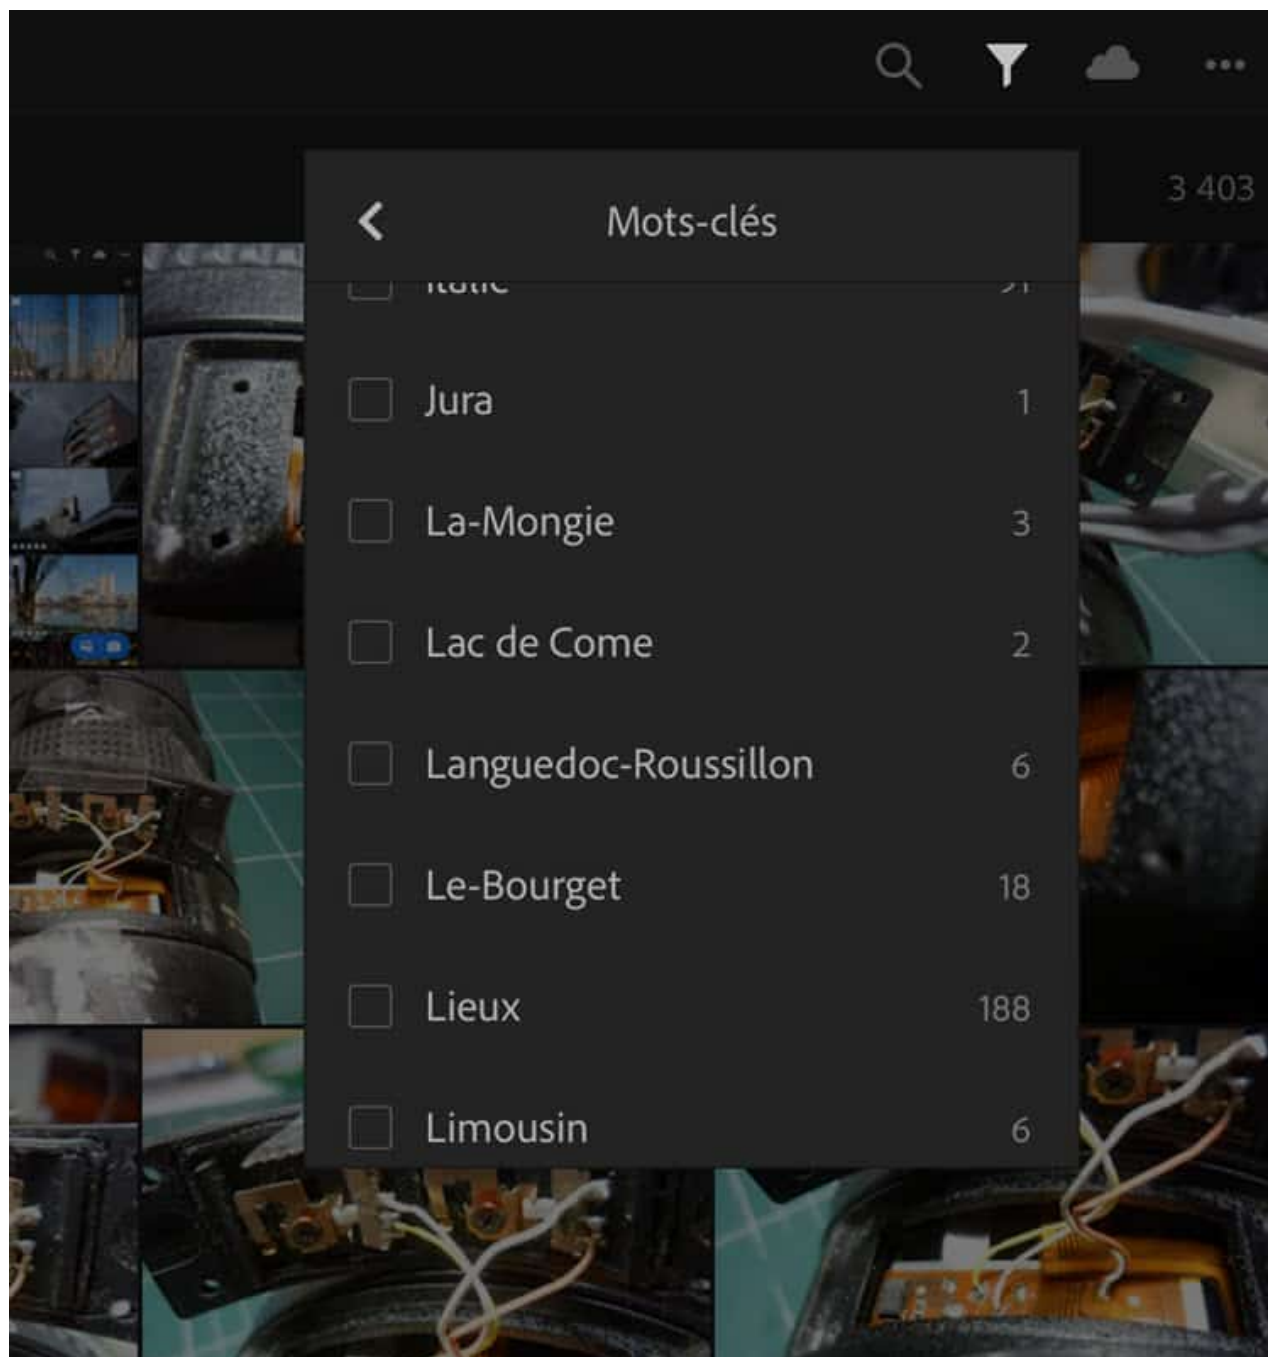 3 403
Mots-clés
Jura 1
La-Mongie 3
Lac de Come 2
Languedoc-Roussillon 6
Le-Bourget 18
Lieux 188
Limousin 6